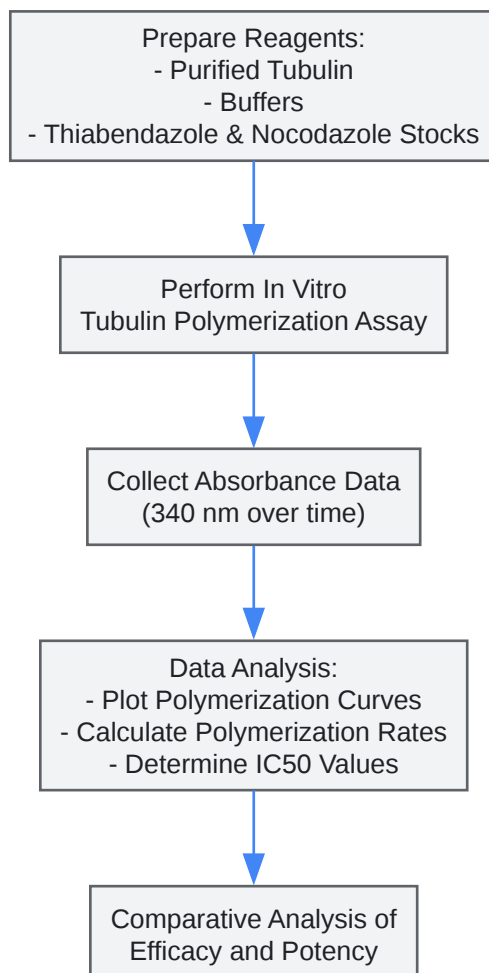 Prepare Reagents:
- Purified Tubulin
- Buffers
- Thiabendazole & Nocodazole Stocks
Perform In Vitro
Tubulin Polymerization Assay
Collect Absorbance Data
(340 nm over time)
Data Analysis:
- Plot Polymerization Curves
- Calculate Polymerization Rates
- Determine IC50 Values
Comparative Analysis of
Efficacy and Potency